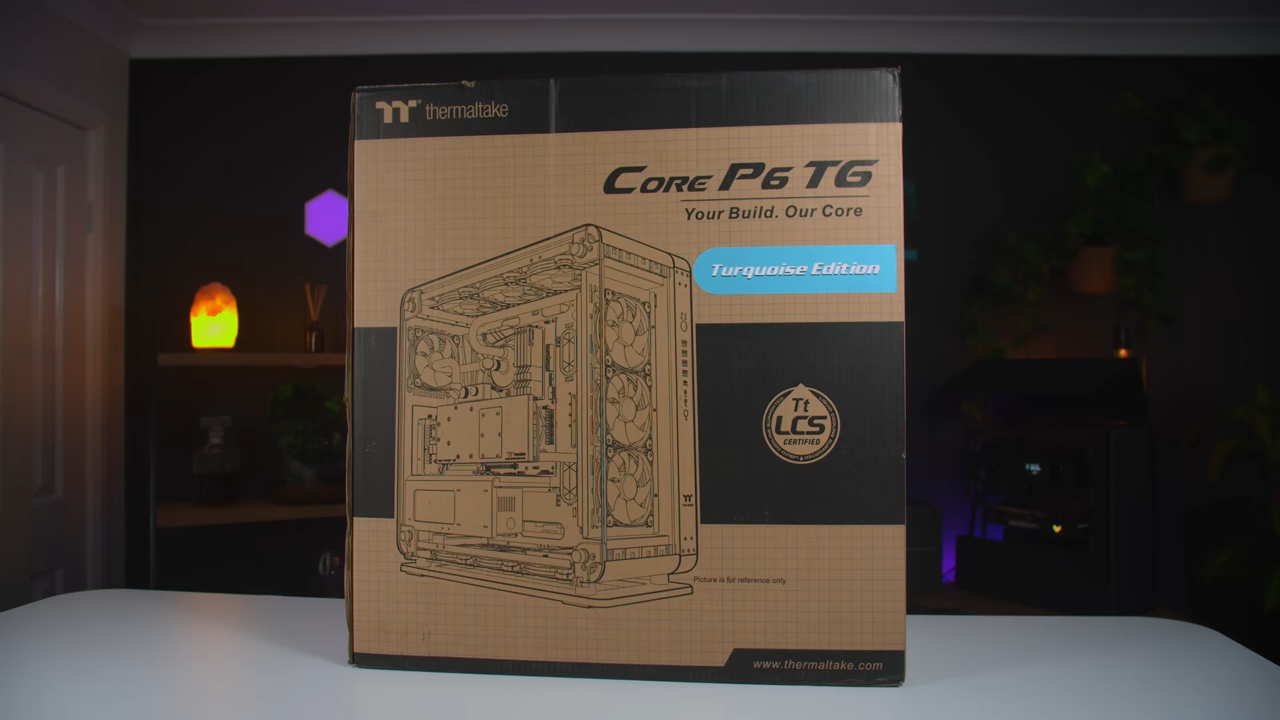 thermaltake
Core P6 TG
Your Build. Our Core
Turquoise Edition
Tt
LCS
CERTIFIED
Picture is for reference only
www.thermaltake.com